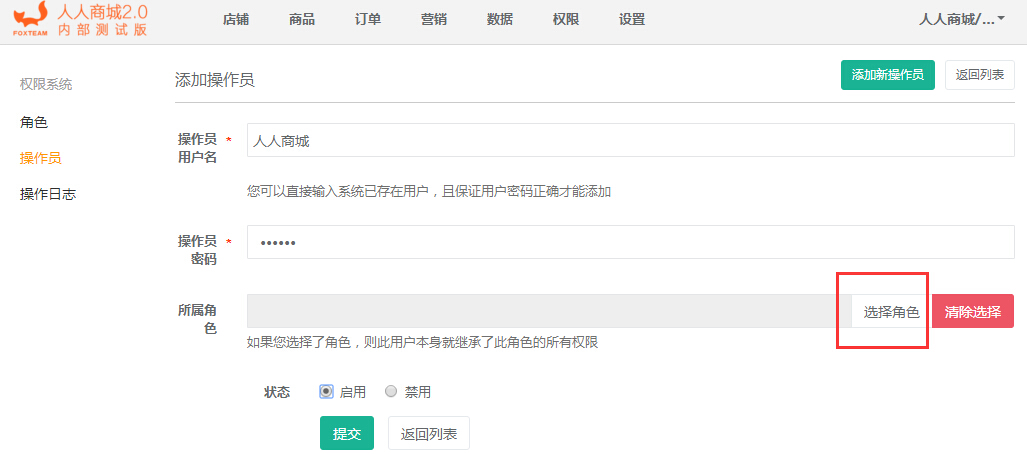 人人商城2.0
内部测试版
FOXTEAM
店铺 商品 订单 营销 数据 权限 设置 人人商城/...
权限系统
角色
操作员
操作日志
添加操作员 添加新操作员 返回列表
操作员
用户名 * 人人商城
您可以直接输入系统已存在用户，且保证用户密码正确才能添加
操作员
密码 * ••••••
所属角
色 选择角色 清除选择
如果您选择了角色，则此用户本身就继承了此角色的所有权限
状态 启用 禁用
提交 返回列表